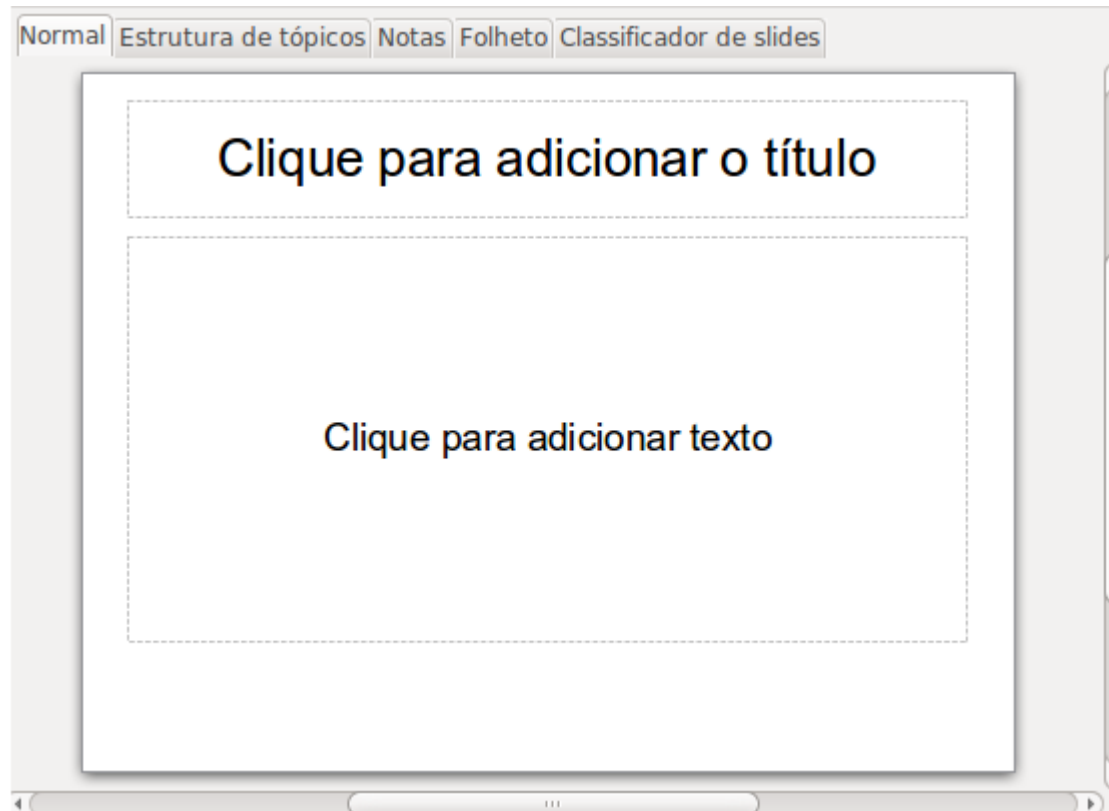 Normal Estrutura de tópicos Notas Folheto Classificador de slides
Clique para adicionar o título
Clique para adicionar texto